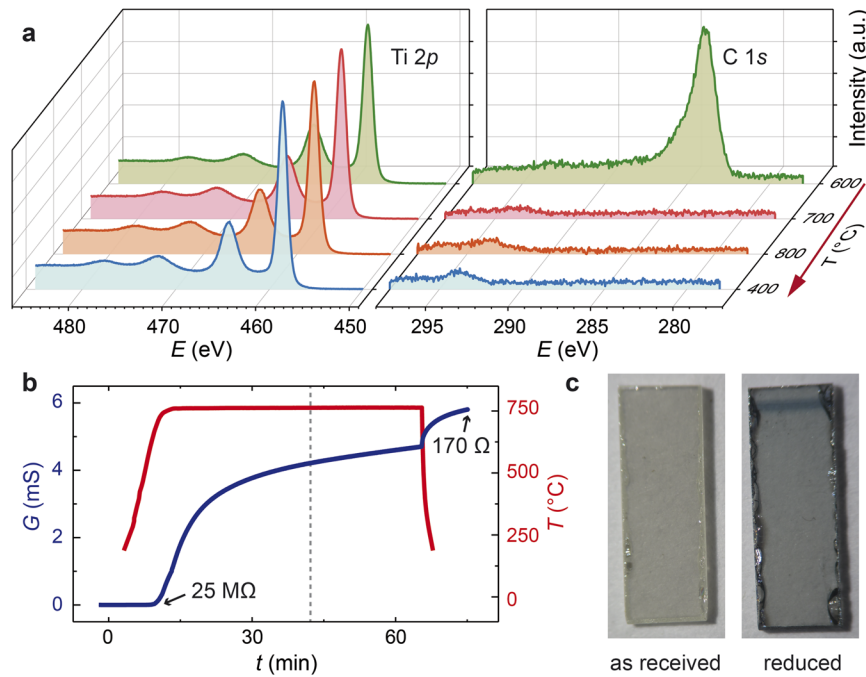 a
Ti 2p
C 1s
Intensity (a.u.)
600
700
800
400
T (°C)
480
470
460
450
E (eV)
295
290
285
280
E (eV)
b
6
4
2
0
G (mS)
750
500
250
0
T (°C)
25 MΩ
170 Ω
0
30
60
t (min)
c
as received
reduced